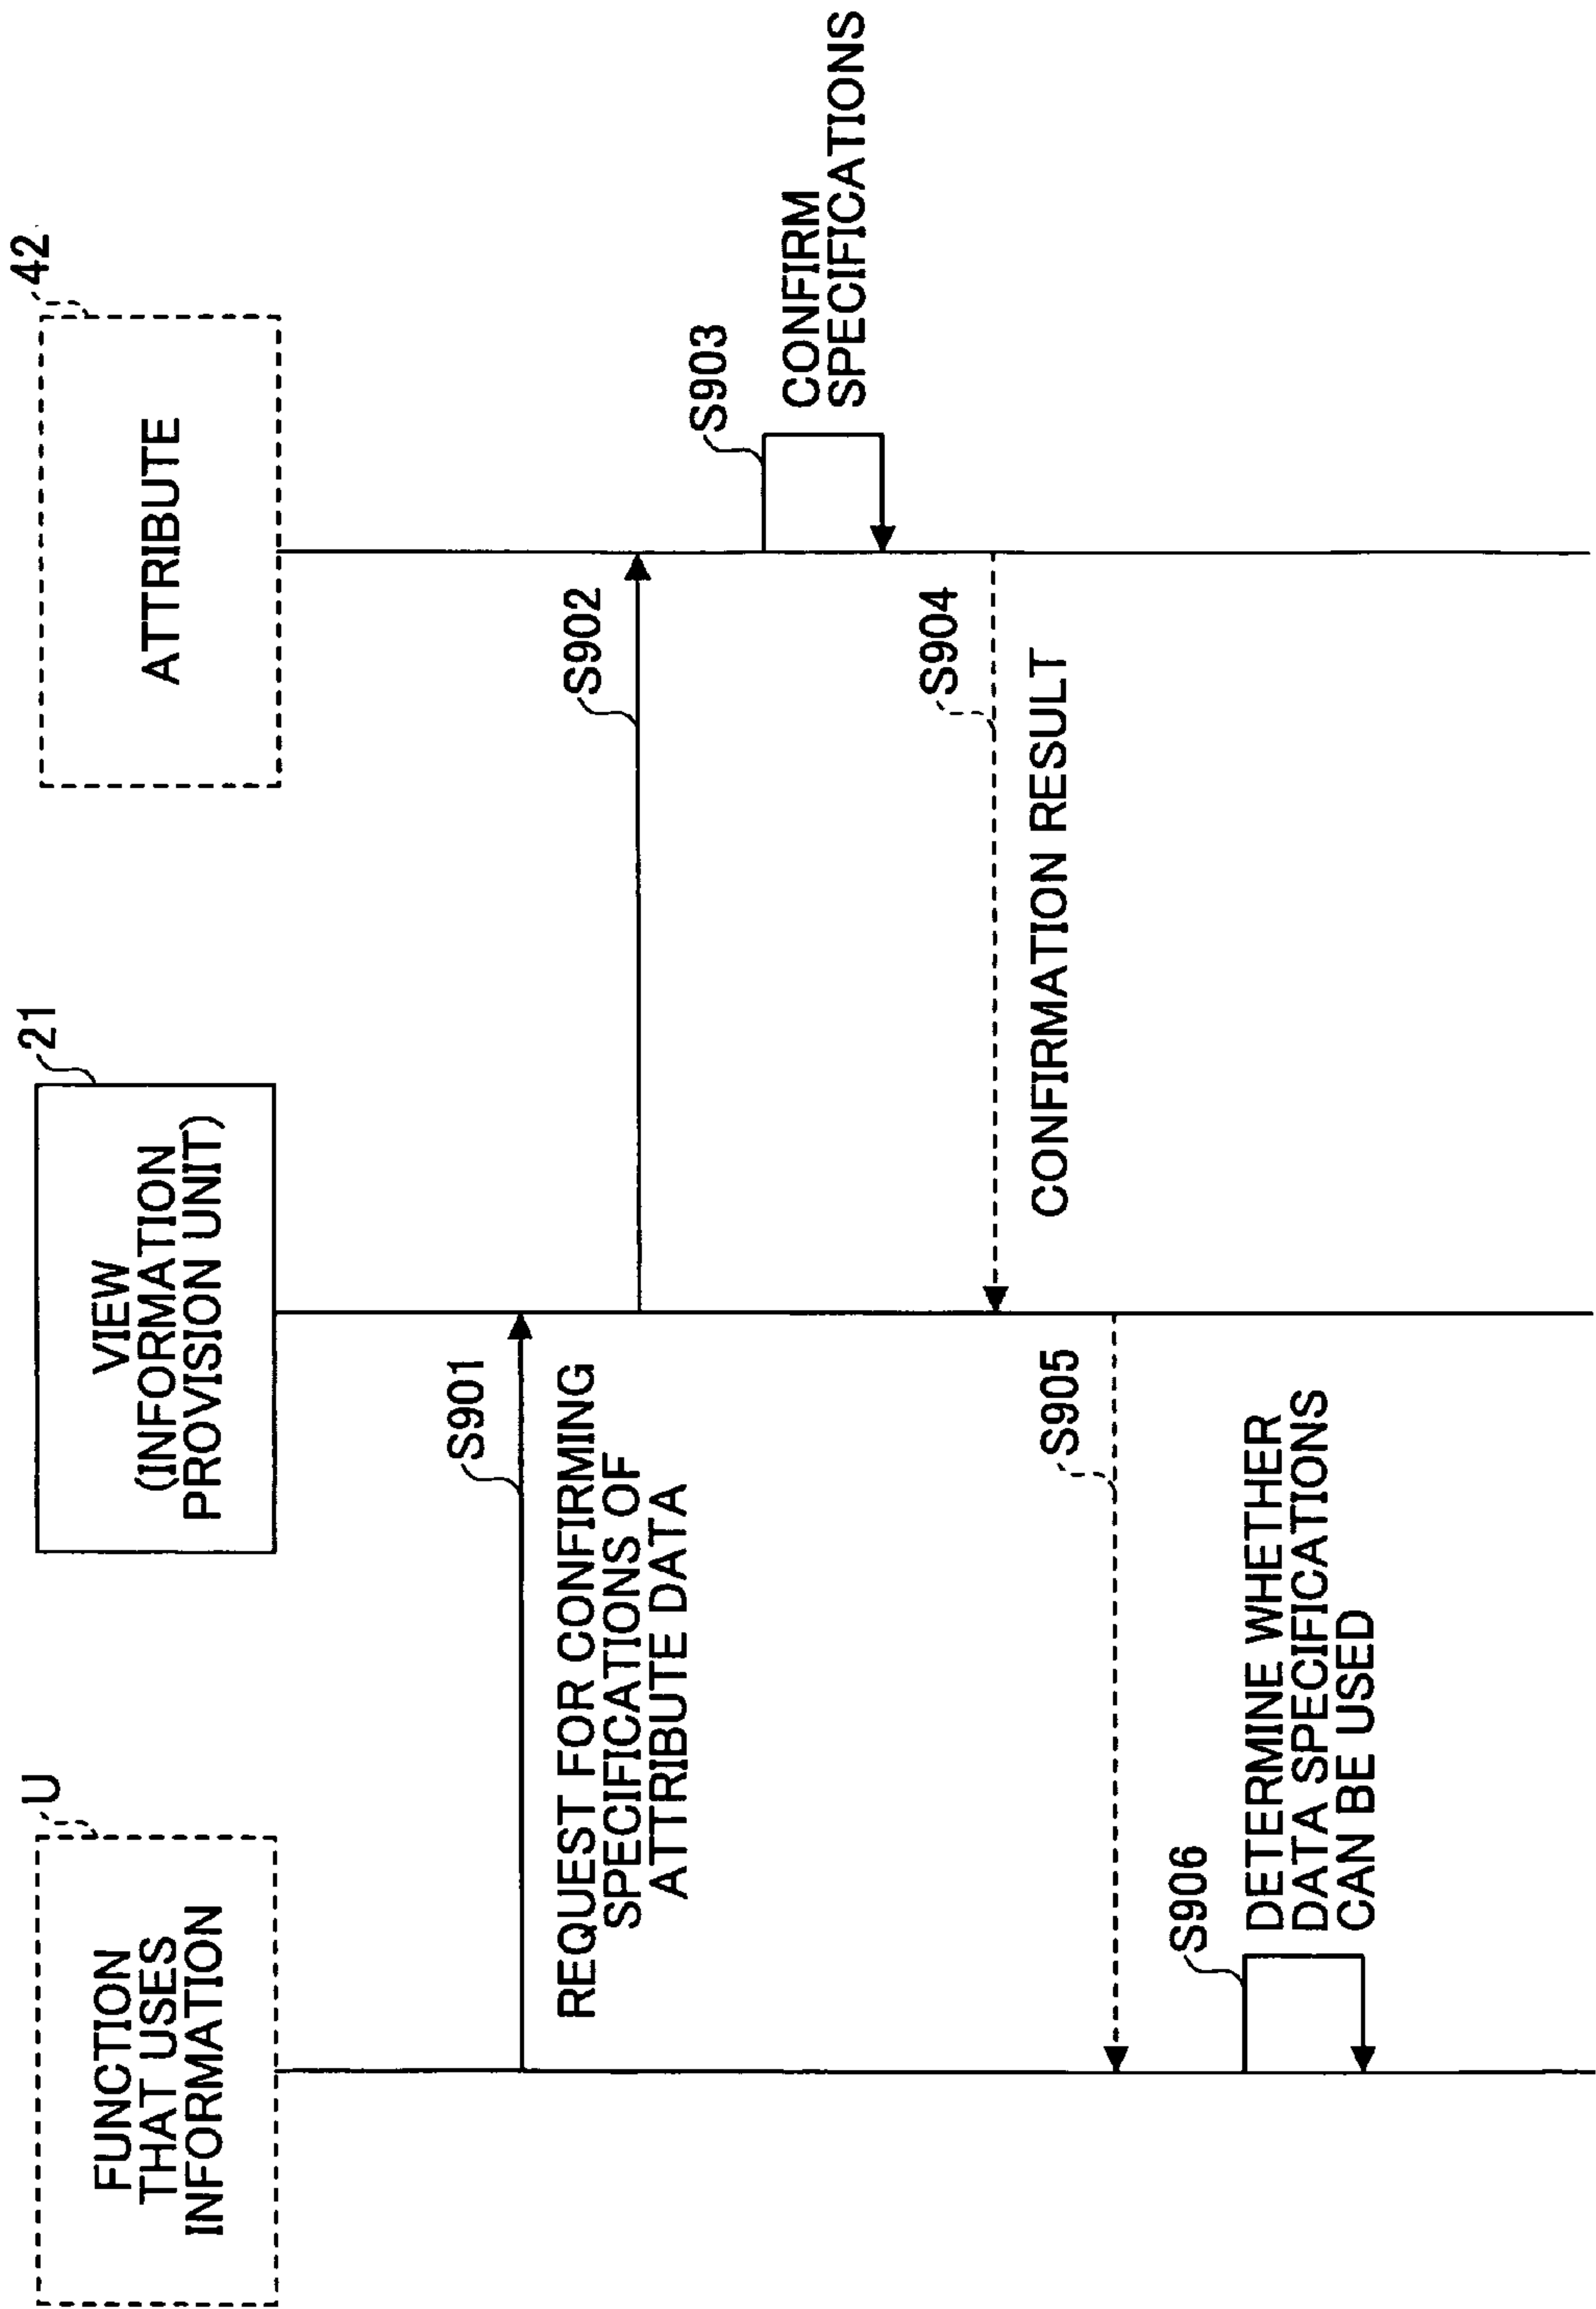 U
FUNCTION
THAT USES
INFORMATION
21
VIEW
(INFORMATION
PROVISION UNIT)
42
ATTRIBUTE
S901
REQUEST FOR CONFIRMING
SPECIFICATIONS OF
ATTRIBUTE DATA
S902
S903
CONFIRM
SPECIFICATIONS
S904
CONFIRMATION RESULT
S905
S906
DETERMINE WHETHER
DATA SPECIFICATIONS
CAN BE USED